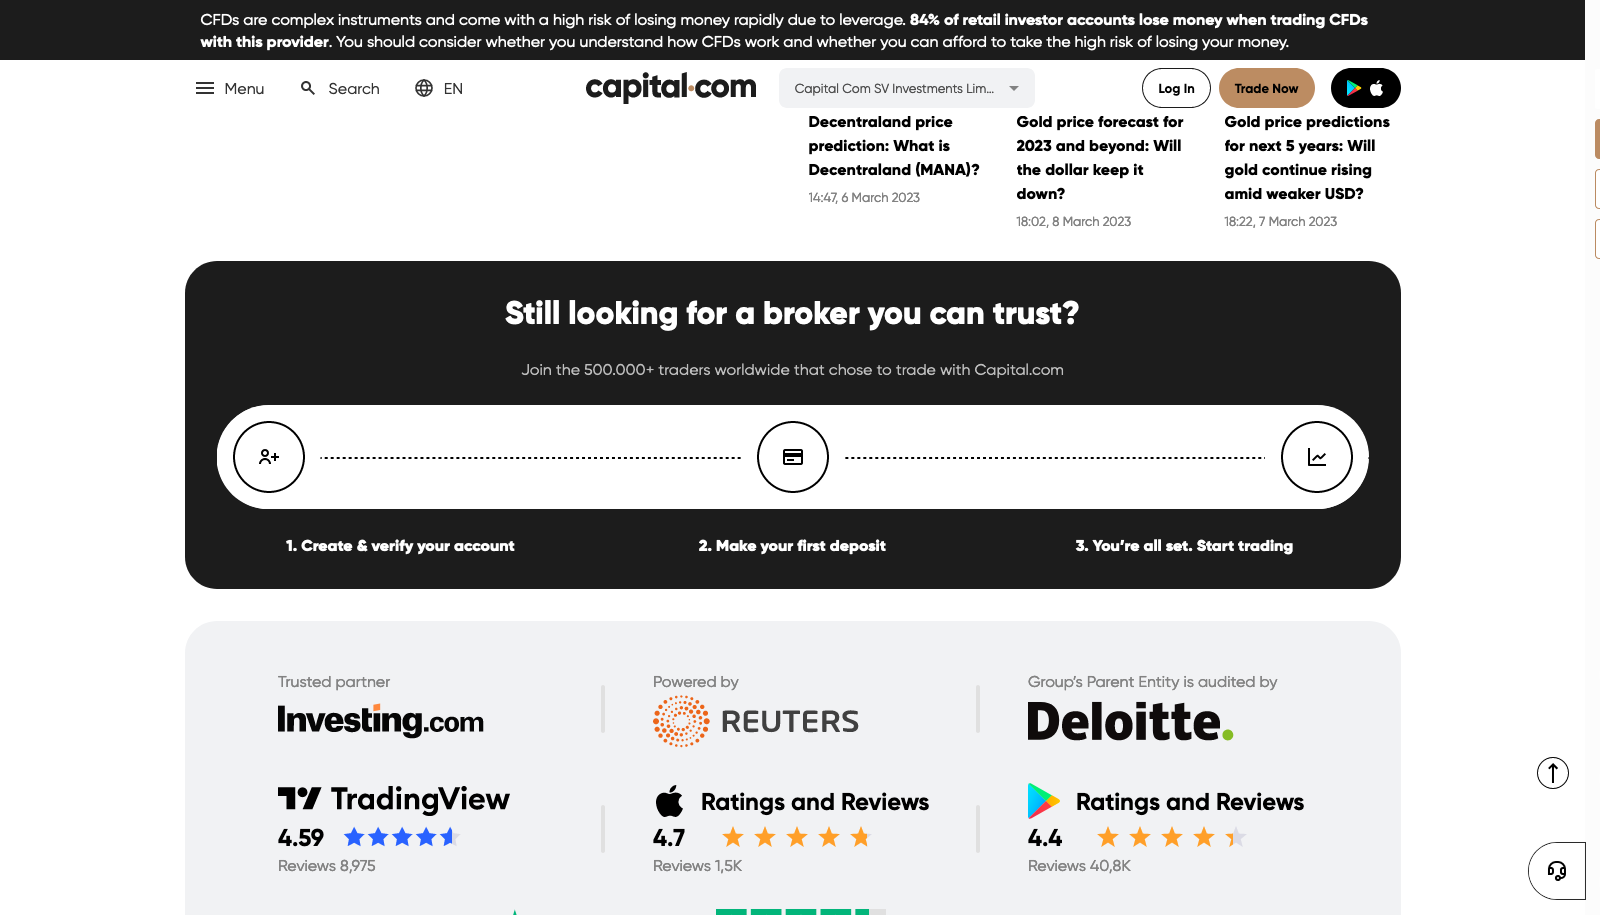 CFDs are complex instruments and come with a high risk of losing money rapidly due to leverage. 84% of retail investor accounts lose money when trading CFDs
with this provider. You should consider whether you understand how CFDs work and whether you can afford to take the high risk of losing your money.
Menu
Search
EN
capital.com
Capital Com SV Investments Lim...
Log In
Trade Now
Decentraland price
prediction: What is
Decentraland (MANA)?
14:47, 6 March 2023
Gold price forecast for
2023 and beyond: Will
the dollar keep it
down?
18:02, 8 March 2023
Gold price predictions
for next 5 years: Will
gold continue rising
amid weaker USD?
18:22, 7 March 2023
Still looking for a broker you can trust?
Join the 500.000+ traders worldwide that chose to trade with Capital.com
1. Create & verify your account
2. Make your first deposit
3. You’re all set. Start trading
Trusted partner
Investing.com
Powered by
REUTERS
Group’s Parent Entity is audited by
Deloitte.
TradingView
4.59
Reviews 8,975
Ratings and Reviews
4.7
Reviews 1,5K
Ratings and Reviews
4.4
Reviews 40,8K